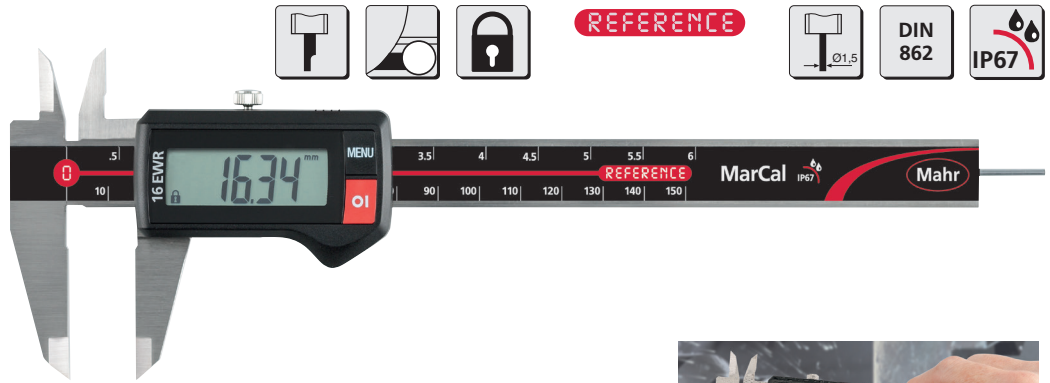 REFERENCE
Ø1,5
DIN
862
IP67
16 EWR
16.34 mm
MENU
0
.5 3.5 4 4.5 5 5.5 6
REFERENCE
10 90 100 110 120 130 140 150
MarCal IP67
Mahr